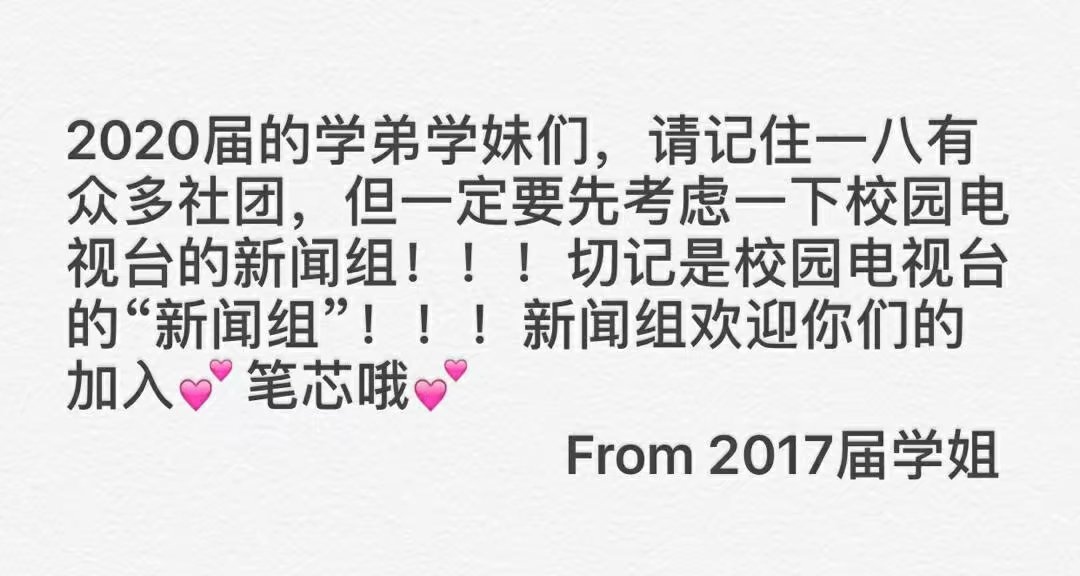 2020届的学弟学妹们，请记住一八有
众多社团，但一定要先考虑一下校园电
视台的新闻组！！！切记是校园电视台
的“新闻组”！！！新闻组欢迎你们的
加入💕 笔芯哦💕
From 2017届学姐